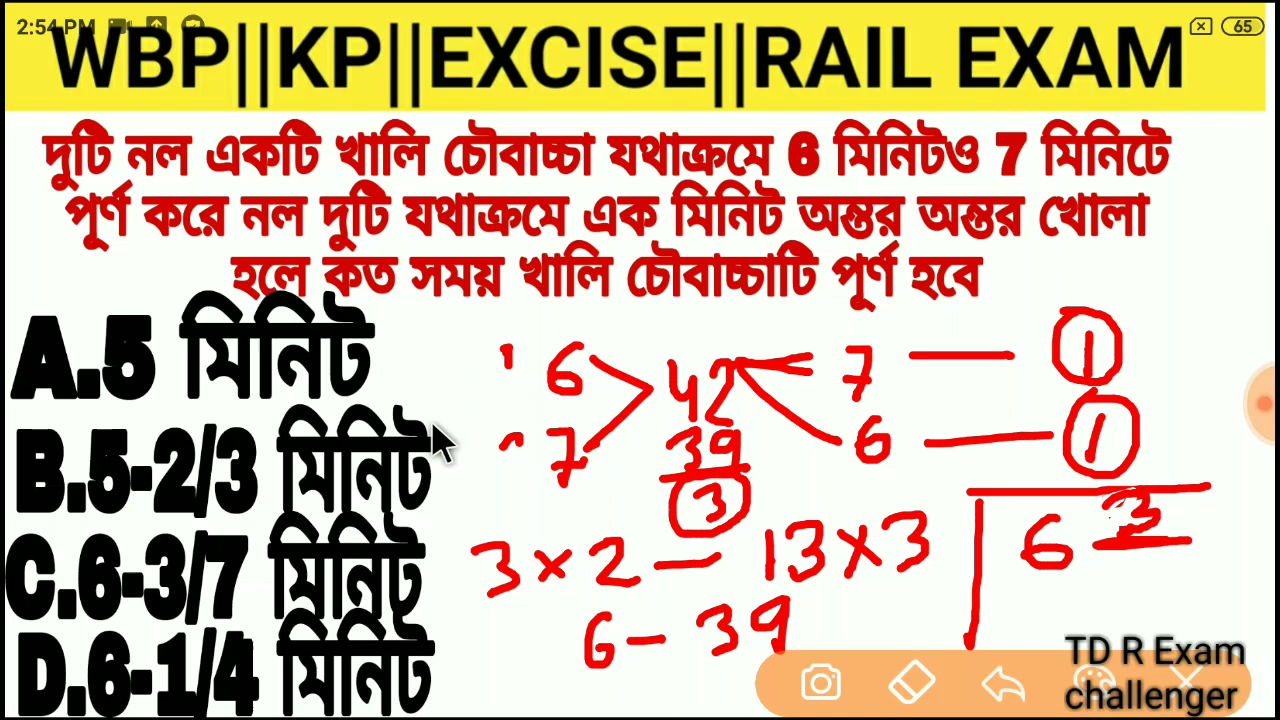 2:54 PM
65
WBP||KP||EXCISE||RAIL EXAM
দুটি নল একটি খালি চৌবাচ্চা যথাক্রমে 6 মিনিটও 7 মিনিটে
পূর্ণ করে নল দুটি যথাক্রমে এক মিনিট অন্তর অন্তর খোলা
হলে কত সময় খালি চৌবাচ্চাটি পূর্ণ হবে
A.5 মিনিট
B.5-2/3 মিনিট
C.6-3/7 মিনিট
D.6-1/4 মিনিট
6 42 7 — 1
7 39 6 — 1
3
3×2 — 13×3 6 3
6 — 39
TD R Exam
challenger